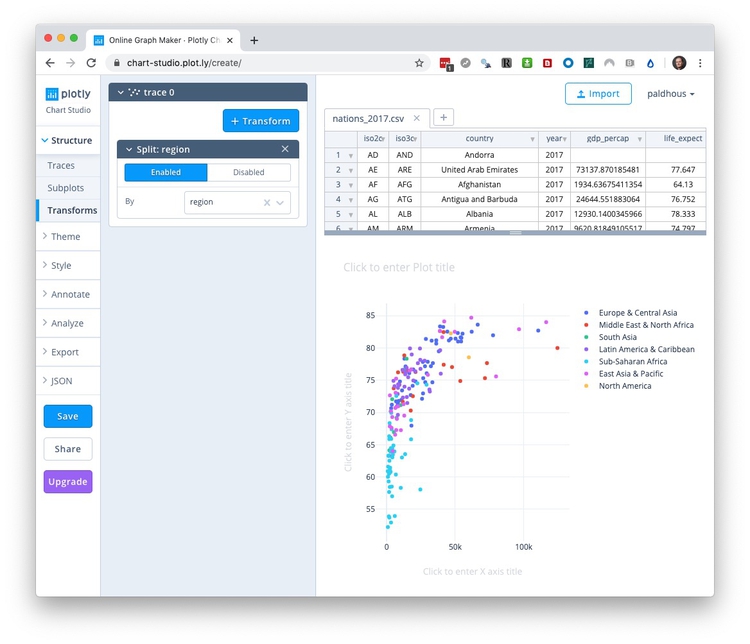 Online Graph Maker · Plotly Ch
chart-studio.plot.ly/create/
plotly
Chart Studio
Structure
Traces
Subplots
Transforms
Theme
Style
Annotate
Analyze
Export
JSON
Save
Share
Upgrade
trace 0
+ Transform
Split: region
Enabled Disabled
By region
Import paldhous
nations_2017.csv
iso2c iso3c country year gdp_percap life_expect
1 AD AND Andorra 2017
2 AE ARE United Arab Emirates 2017 73137.870185481 77.647
3 AF AFG Afghanistan 2017 1934.63675411354 64.13
4 AG ATG Antigua and Barbuda 2017 24644.551883064 76.752
5 AL ALB Albania 2017 12930.1400345966 78.333
6 AM ARM Armenia 2017 9620.81849105517 74.797
Click to enter Plot title
85
80
75
70
65
60
55
0 50k 100k
Click to enter Y axis title
Click to enter X axis title
Europe & Central Asia
Middle East & North Africa
South Asia
Latin America & Caribbean
Sub-Saharan Africa
East Asia & Pacific
North America